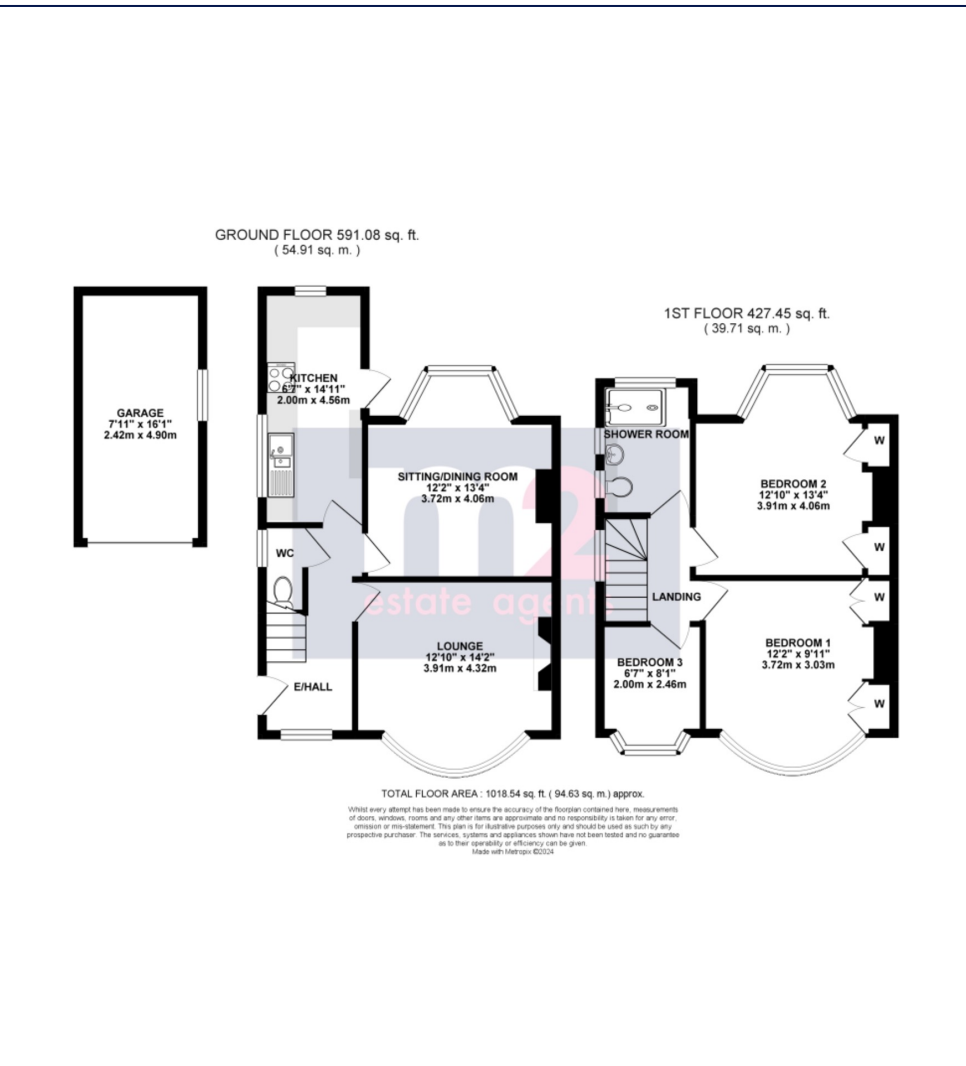 GROUND FLOOR 591.08 sq. ft.
( 54.91 sq. m. )
1ST FLOOR 427.45 sq. ft.
( 39.71 sq. m. )
GARAGE
7'11" x 16'1"
2.42m x 4.90m
KITCHEN
6'7" x 14'11"
2.00m x 4.56m
SITTING/DINING ROOM
12'2" x 13'4"
3.72m x 4.06m
WC
LOUNGE
12'10" x 14'2"
3.91m x 4.32m
E/HALL
SHOWER ROOM
BEDROOM 2
12'10" x 13'4"
3.91m x 4.06m
W
W
LANDING
W
BEDROOM 1
12'2" x 9'11"
3.72m x 3.03m
BEDROOM 3
6'7" x 8'1"
2.00m x 2.46m
W
m2
estate agents
TOTAL FLOOR AREA : 1018.54 sq. ft. ( 94.63 sq. m.) approx.
Whilst every attempt has been made to ensure the accuracy of the floorplan contained here, measurements
of doors, windows, rooms and any other items are approximate and no responsibility is taken for any error,
omission or mis-statement. This plan is for illustrative purposes only and should be used as such by any
prospective purchaser. The services, systems and appliances shown have not been tested and no guarantee
as to their operability or efficiency can be given.
Made with Metropix ©2024